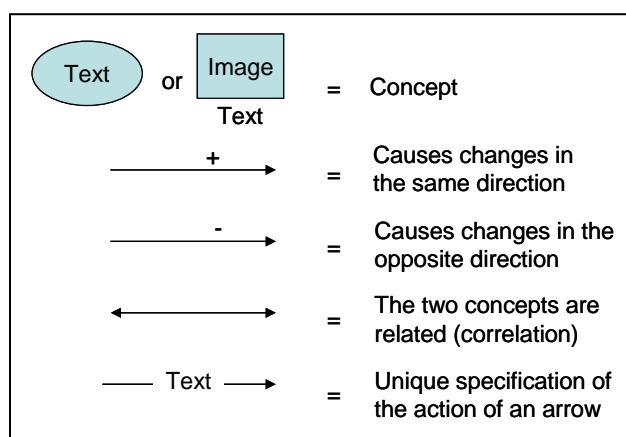 Text or Image = Concept
Text
+
= Causes changes in
the same direction
-
= Causes changes in the
opposite direction
= The two concepts are
related (correlation)
Text = Unique specification of
the action of an arrow